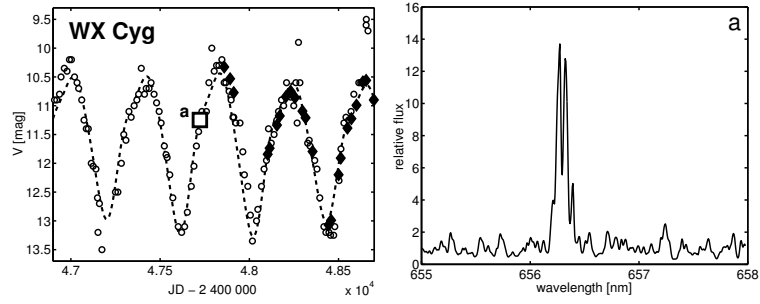 WX Cyg
a
V [mag]
9.5
10
10.5
11
11.5
12
12.5
13
13.5
4.7 4.75 4.8 4.85
JD − 2 400 000 x 10⁴
a
relative flux
16
14
12
10
8
6
4
2
0
655 656 657 658
wavelength [nm]